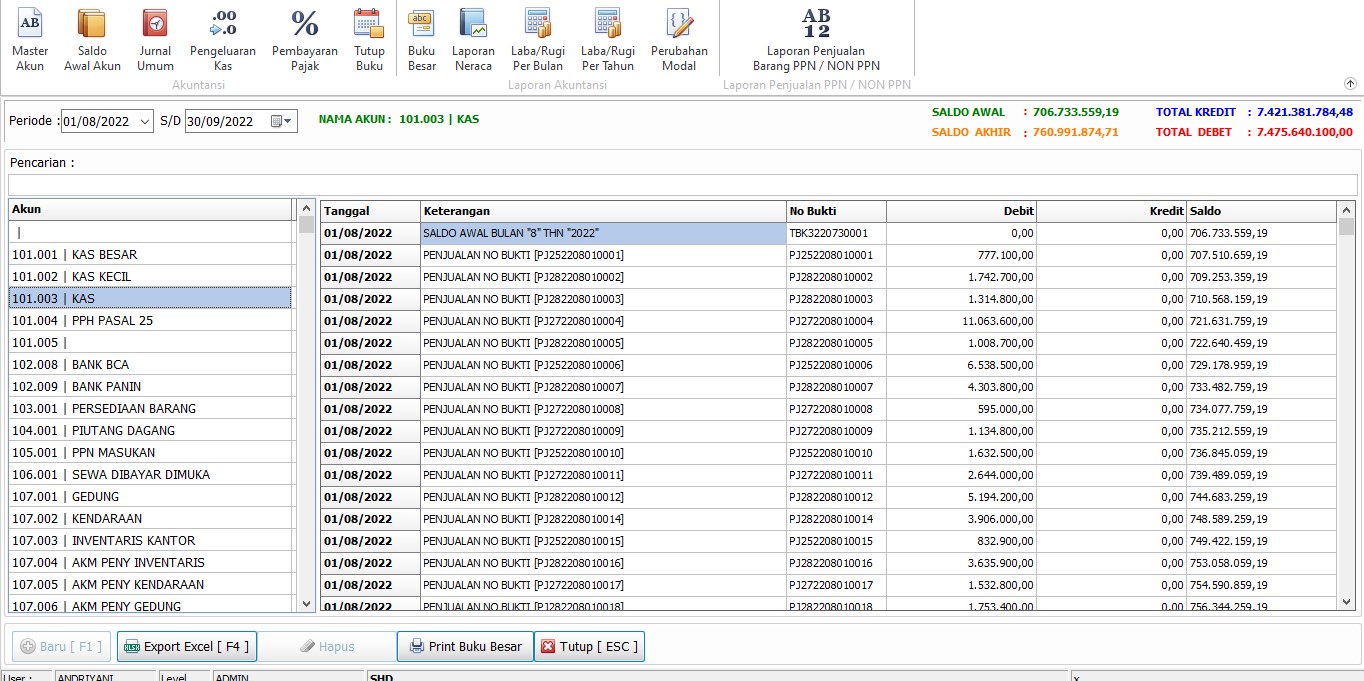 Master Akun
Saldo Awal Akun
Jurnal Umum
Pengeluaran Kas
Pembayaran Pajak
Tutup Buku
Akuntansi
Buku Besar
Laporan Neraca
Laba/Rugi Per Bulan
Laba/Rugi Per Tahun
Perubahan Modal
Laporan Akuntansi
Laporan Penjualan Barang PPN / NON PPN
Laporan Penjualan PPN / NON PPN
Periode : 01/08/2022 S/D 30/09/2022 NAMA AKUN : 101.003 | KAS
SALDO AWAL : 706.733.559,19 TOTAL KREDIT : 7.421.381.784,48
SALDO AKHIR : 760.991.874,71 TOTAL DEBET : 7.475.640.100,00
Pencarian :
Akun
|
101.001 | KAS BESAR
101.002 | KAS KECIL
101.003 | KAS
101.004 | PPH PASAL 25
101.005 |
102.008 | BANK BCA
102.009 | BANK PANIN
103.001 | PERSEDIAAN BARANG
104.001 | PIUTANG DAGANG
105.001 | PPN MASUKAN
106.001 | SEWA DIBAYAR DIMUKA
107.001 | GEDUNG
107.002 | KENDARAAN
107.003 | INVENTARIS KANTOR
107.004 | AKM PENY INVENTARIS
107.005 | AKM PENY KENDARAAN
107.006 | AKM PENY GEDUNG
Tanggal Keterangan No Bukti Debit Kredit Saldo
01/08/2022 SALDO AWAL BULAN "8" THN "2022" TBK3220730001 0,00 0,00 706.733.559,19
01/08/2022 PENJUALAN NO BUKTI [PJ252208010001] PJ252208010001 777.100,00 0,00 707.510.659,19
01/08/2022 PENJUALAN NO BUKTI [PJ282208010002] PJ282208010002 1.742.700,00 0,00 709.253.359,19
01/08/2022 PENJUALAN NO BUKTI [PJ282208010003] PJ282208010003 1.314.800,00 0,00 710.568.159,19
01/08/2022 PENJUALAN NO BUKTI [PJ272208010004] PJ272208010004 11.063.600,00 0,00 721.631.759,19
01/08/2022 PENJUALAN NO BUKTI [PJ282208010005] PJ282208010005 1.008.700,00 0,00 722.640.459,19
01/08/2022 PENJUALAN NO BUKTI [PJ252208010006] PJ252208010006 6.538.500,00 0,00 729.178.959,19
01/08/2022 PENJUALAN NO BUKTI [PJ282208010007] PJ282208010007 4.303.800,00 0,00 733.482.759,19
01/08/2022 PENJUALAN NO BUKTI [PJ272208010008] PJ272208010008 595.000,00 0,00 734.077.759,19
01/08/2022 PENJUALAN NO BUKTI [PJ272208010009] PJ272208010009 1.134.800,00 0,00 735.212.559,19
01/08/2022 PENJUALAN NO BUKTI [PJ252208010010] PJ252208010010 1.632.500,00 0,00 736.845.059,19
01/08/2022 PENJUALAN NO BUKTI [PJ272208010011] PJ272208010011 2.644.000,00 0,00 739.489.059,19
01/08/2022 PENJUALAN NO BUKTI [PJ282208010012] PJ282208010012 5.194.200,00 0,00 744.683.259,19
01/08/2022 PENJUALAN NO BUKTI [PJ282208010014] PJ282208010014 3.906.000,00 0,00 748.589.259,19
01/08/2022 PENJUALAN NO BUKTI [PJ252208010015] PJ252208010015 832.900,00 0,00 749.422.159,19
01/08/2022 PENJUALAN NO BUKTI [PJ282208010016] PJ282208010016 3.635.900,00 0,00 753.058.059,19
01/08/2022 PENJUALAN NO BUKTI [PJ272208010017] PJ272208010017 1.532.800,00 0,00 754.590.859,19
01/08/2022 PENJUALAN NO BUKTI [PJ282208010018] PJ282208010018 1.753.400,00 0,00 756.344.259,19
Baru [ F1 ] Export Excel [ F4 ] Hapus Print Buku Besar Tutup [ ESC ]
User : ANDRIYANI Level ADMIN SHD x